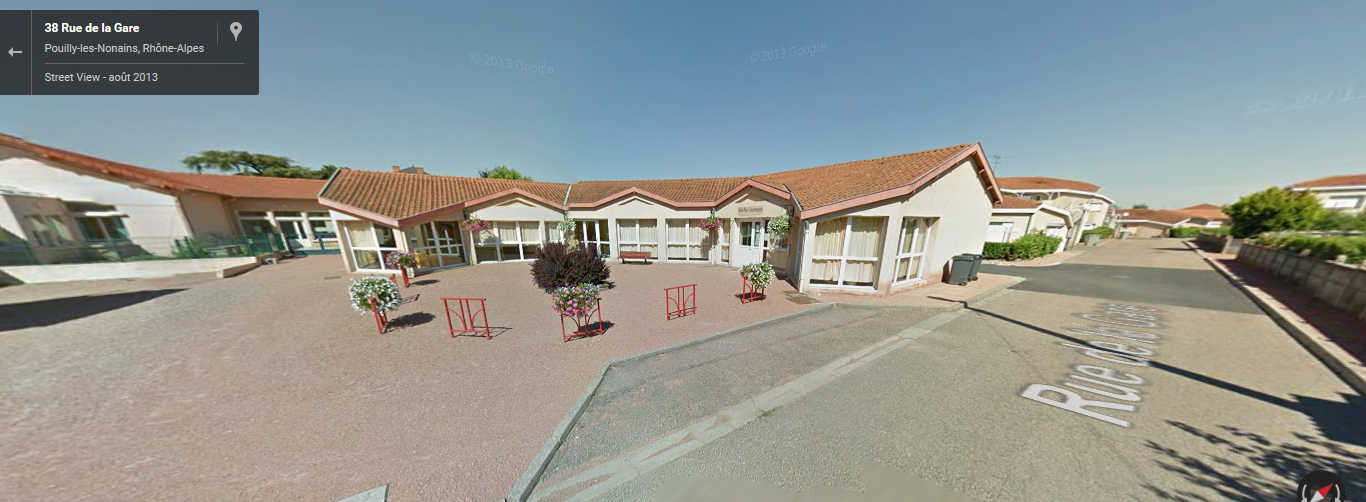 38 Rue de la Gare
Pouilly-les-Nonains, Rhône-Alpes
Street View - août 2013
©2013 Google
©2013 Google
© 2013
Rue de la Gare